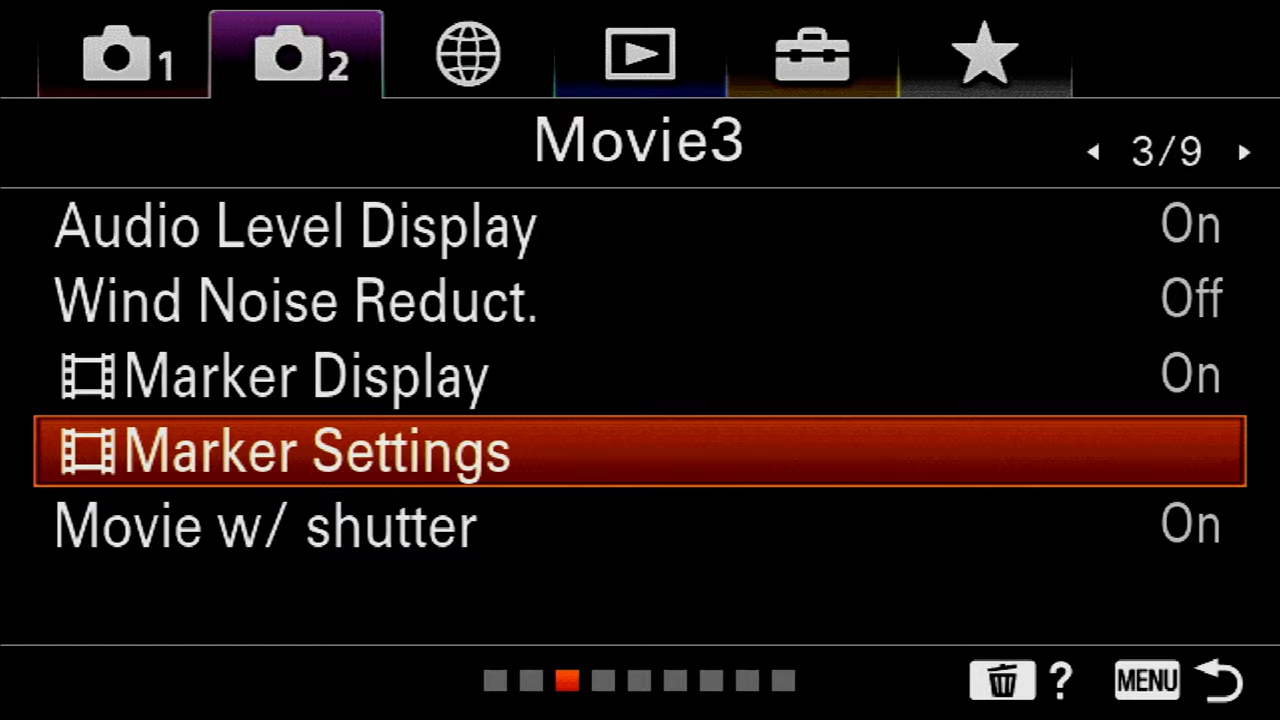 1 2
Movie3
3/9
Audio Level Display On
Wind Noise Reduct. Off
Marker Display On
Marker Settings
Movie w/ shutter On
? MENU